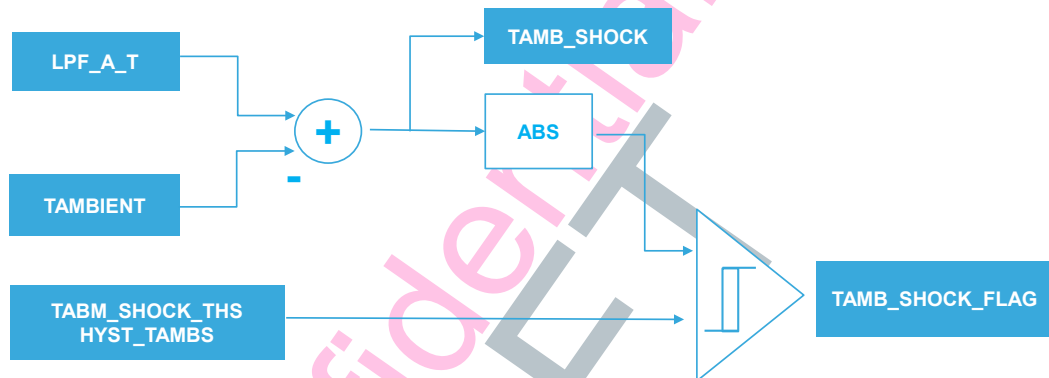 LPF_A_T
TAMB_SHOCK
+
ABS
-
TAMBIENT
TABM_SHOCK_THS
HYST_TAMBS
TAMB_SHOCK_FLAG